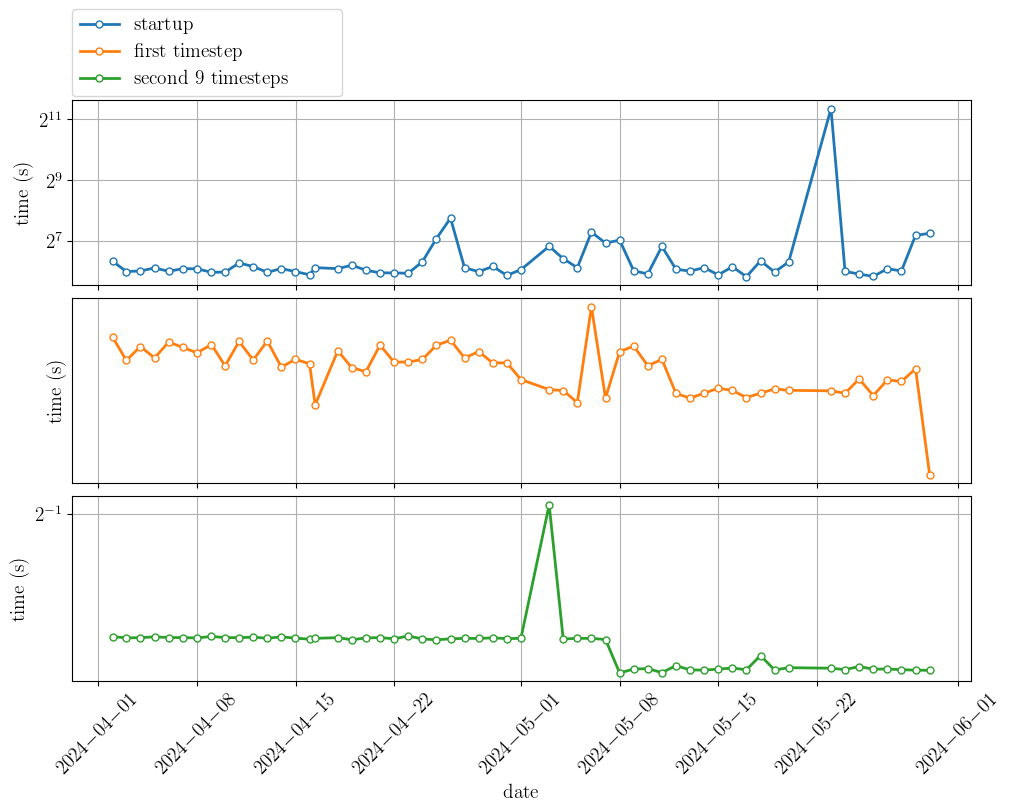 startup
first timestep
second 9 timesteps
2^11
2^9
2^7
time (s)
time (s)
2^−1
time (s)
2024−04−01
2024−04−08
2024−04−15
2024−04−22
2024−05−01
2024−05−08
2024−05−15
2024−05−22
2024−06−01
date